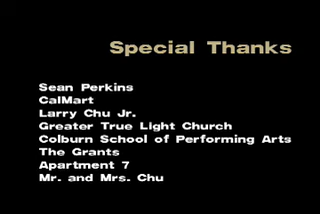 Special Thanks
Sean Perkins
CalMart
Larry Chu Jr.
Greater True Light Church
Colburn School of Performing Arts
The Grants
Apartment 7
Mr. and Mrs. Chu